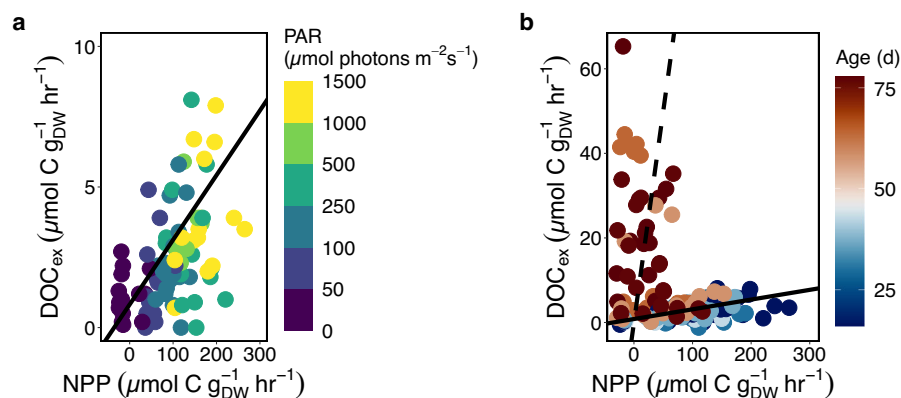 a
PAR
(µmol photons m⁻²s⁻¹)
10
5
0
DOCₑₓ (µmol C g⁻¹DW hr⁻¹)
0 100 200 300
NPP (µmol C g⁻¹DW hr⁻¹)
1500
1000
500
250
100
50
0
b
Age (d)
60
40
20
0
DOCₑₓ (µmol C g⁻¹DW hr⁻¹)
0 100 200 300
NPP (µmol C g⁻¹DW hr⁻¹)
75
50
25